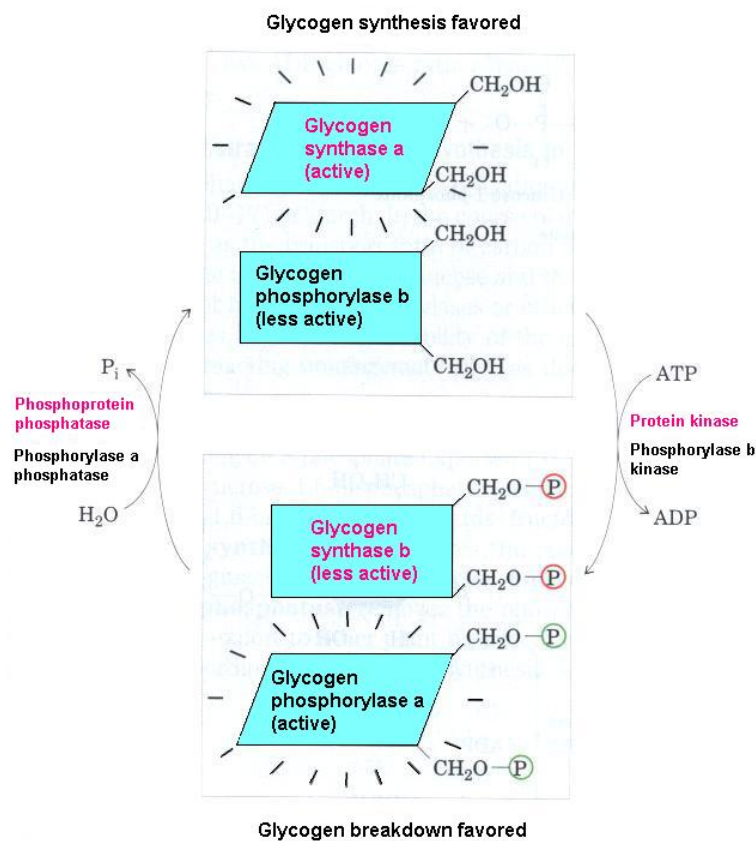 Glycogen synthesis favored
CH₂OH
Glycogen
synthase a
(active)
CH₂OH
CH₂OH
Glycogen
phosphorylase b
(less active)
CH₂OH
Pᵢ
Phosphoprotein
phosphatase
Phosphorylase a
phosphatase
H₂O
ATP
Protein kinase
Phosphorylase b
kinase
ADP
CH₂O-P
Glycogen
synthase b
(less active)
CH₂O-P
CH₂O-P
Glycogen
phosphorylase a
(active)
CH₂O-P
Glycogen breakdown favored